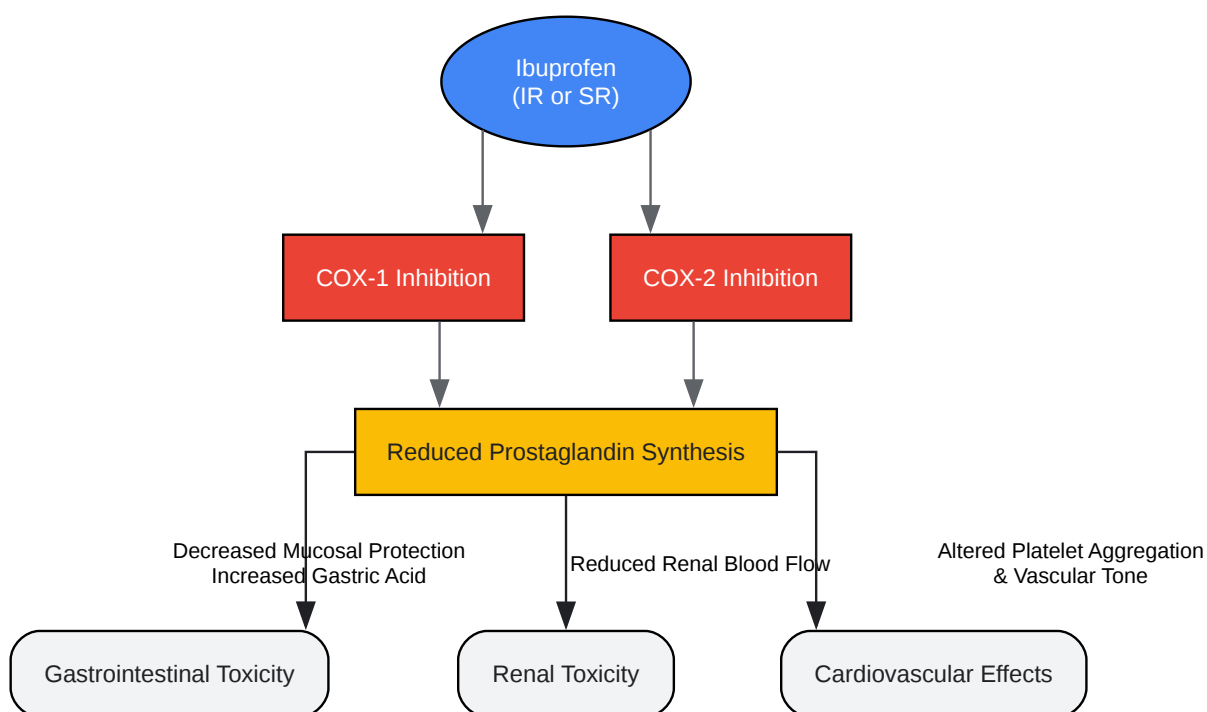 Ibuprofen
(IR or SR)
COX-1 Inhibition
COX-2 Inhibition
Reduced Prostaglandin Synthesis
Decreased Mucosal Protection
Increased Gastric Acid
Reduced Renal Blood Flow
Altered Platelet Aggregation
& Vascular Tone
Gastrointestinal Toxicity
Renal Toxicity
Cardiovascular Effects